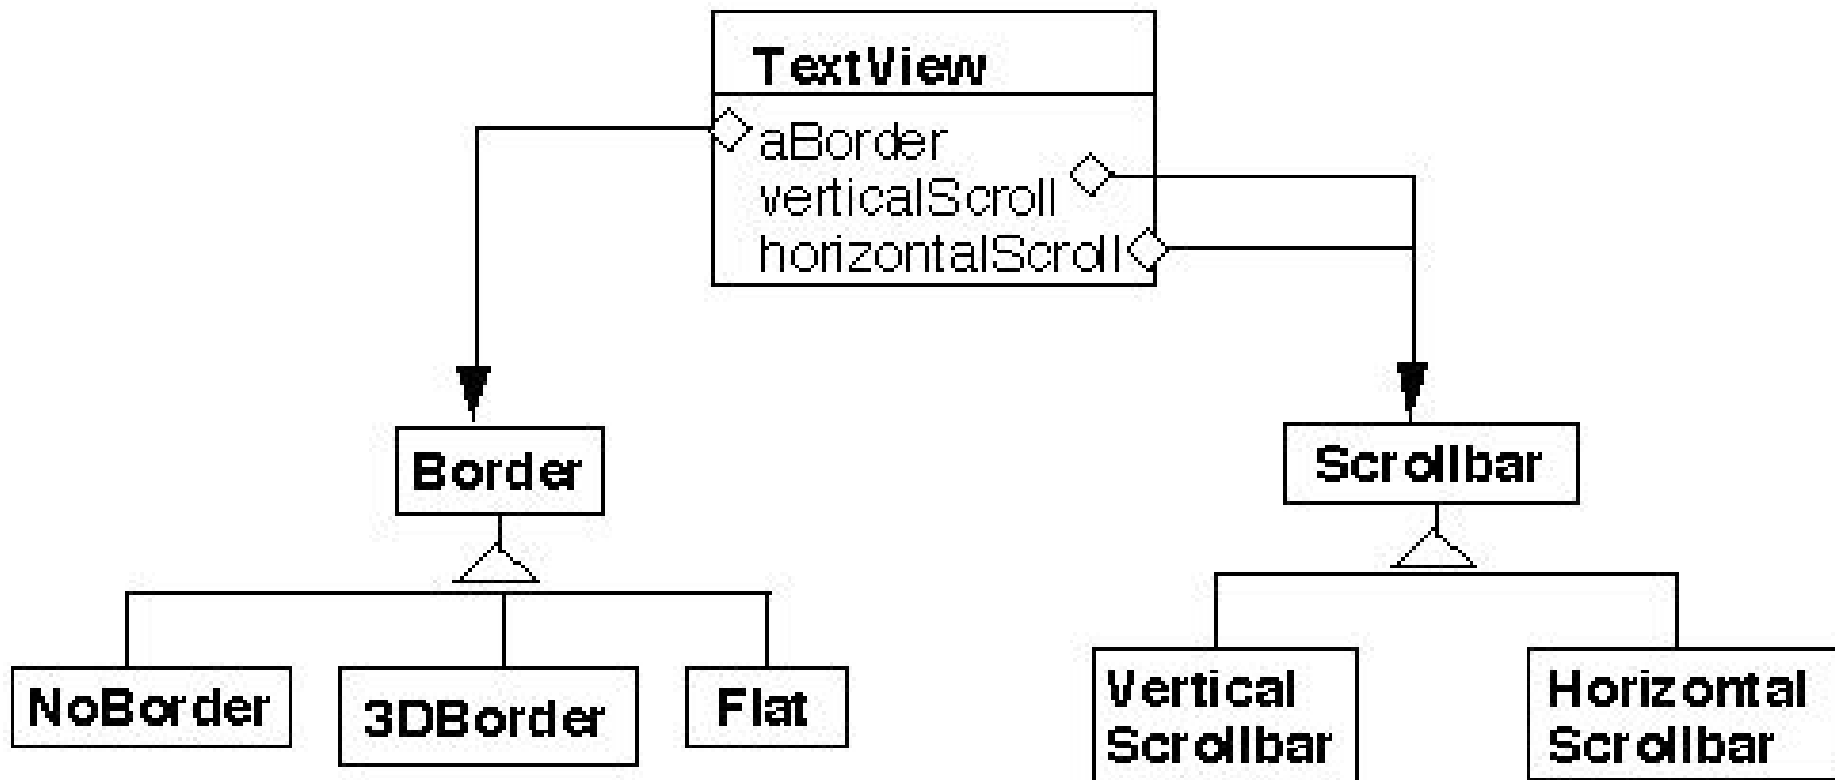 TextView
aBorder
verticalScroll
horizontalScroll
Border
Scrollbar
NoBorder
3DBorder
Flat
Vertical
Scrollbar
Horizontal
Scrollbar